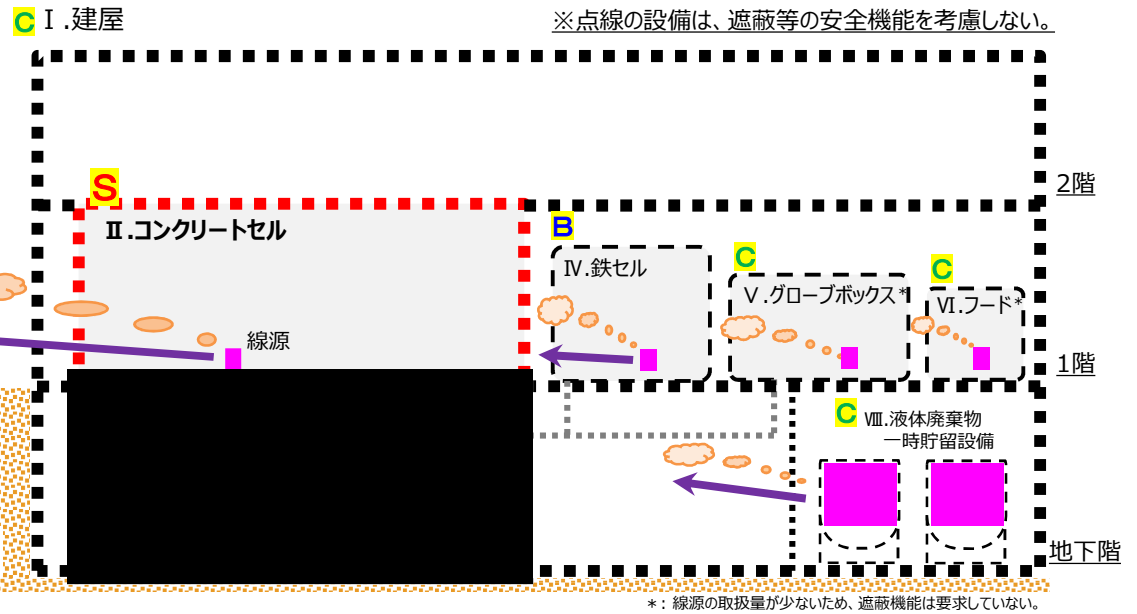 C Ⅰ.建屋
※点線の設備は、遮蔽等の安全機能を考慮しない。
2階
S
Ⅱ.コンクリートセル
B
Ⅳ.鉄セル
C
Ⅴ.グローブボックス*
C
Ⅵ.フード*
線源
1階
C Ⅷ.液体廃棄物
一時貯留設備
地下階
*：線源の取扱量が少ないため、遮蔽機能は要求していない。